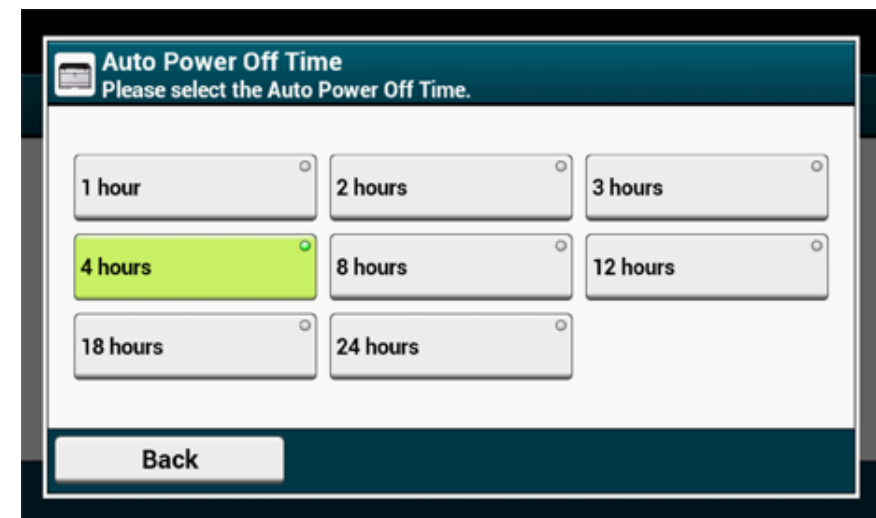 Auto Power Off Time
Please select the Auto Power Off Time.
1 hour
2 hours
3 hours
4 hours
8 hours
12 hours
18 hours
24 hours
Back